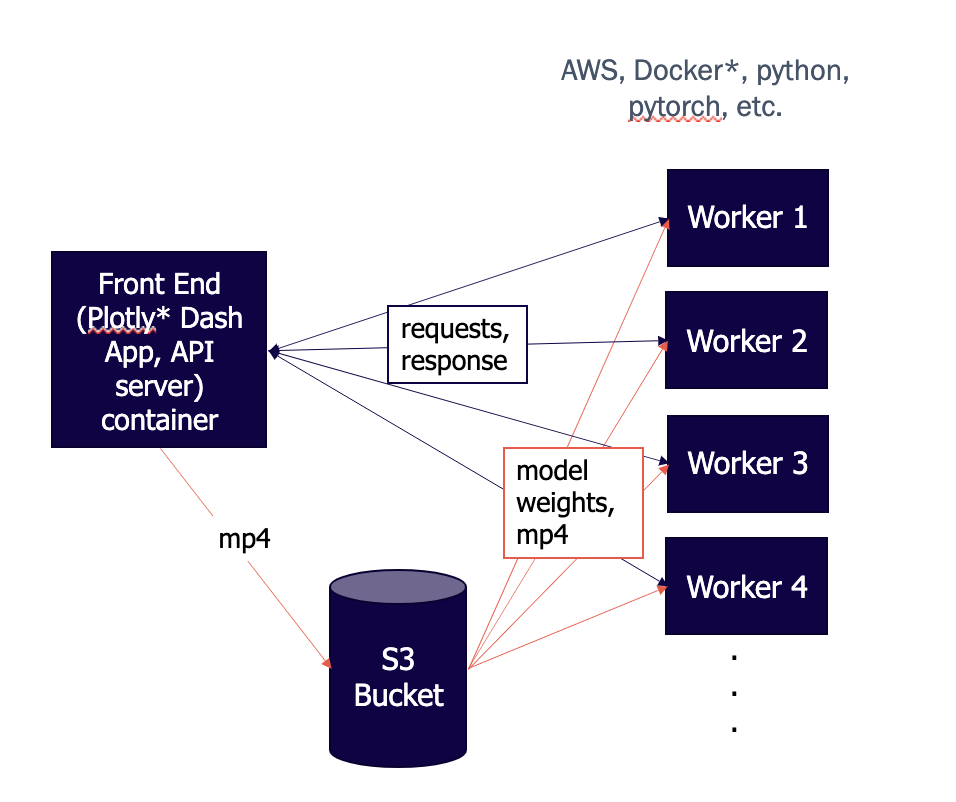 AWS, Docker*, python,
pytorch, etc.
Worker 1
Front End
(Plotly* Dash
App, API
server)
container
requests,
response
Worker 2
Worker 3
model
weights,
mp4
mp4
Worker 4
S3
Bucket
.
.
.